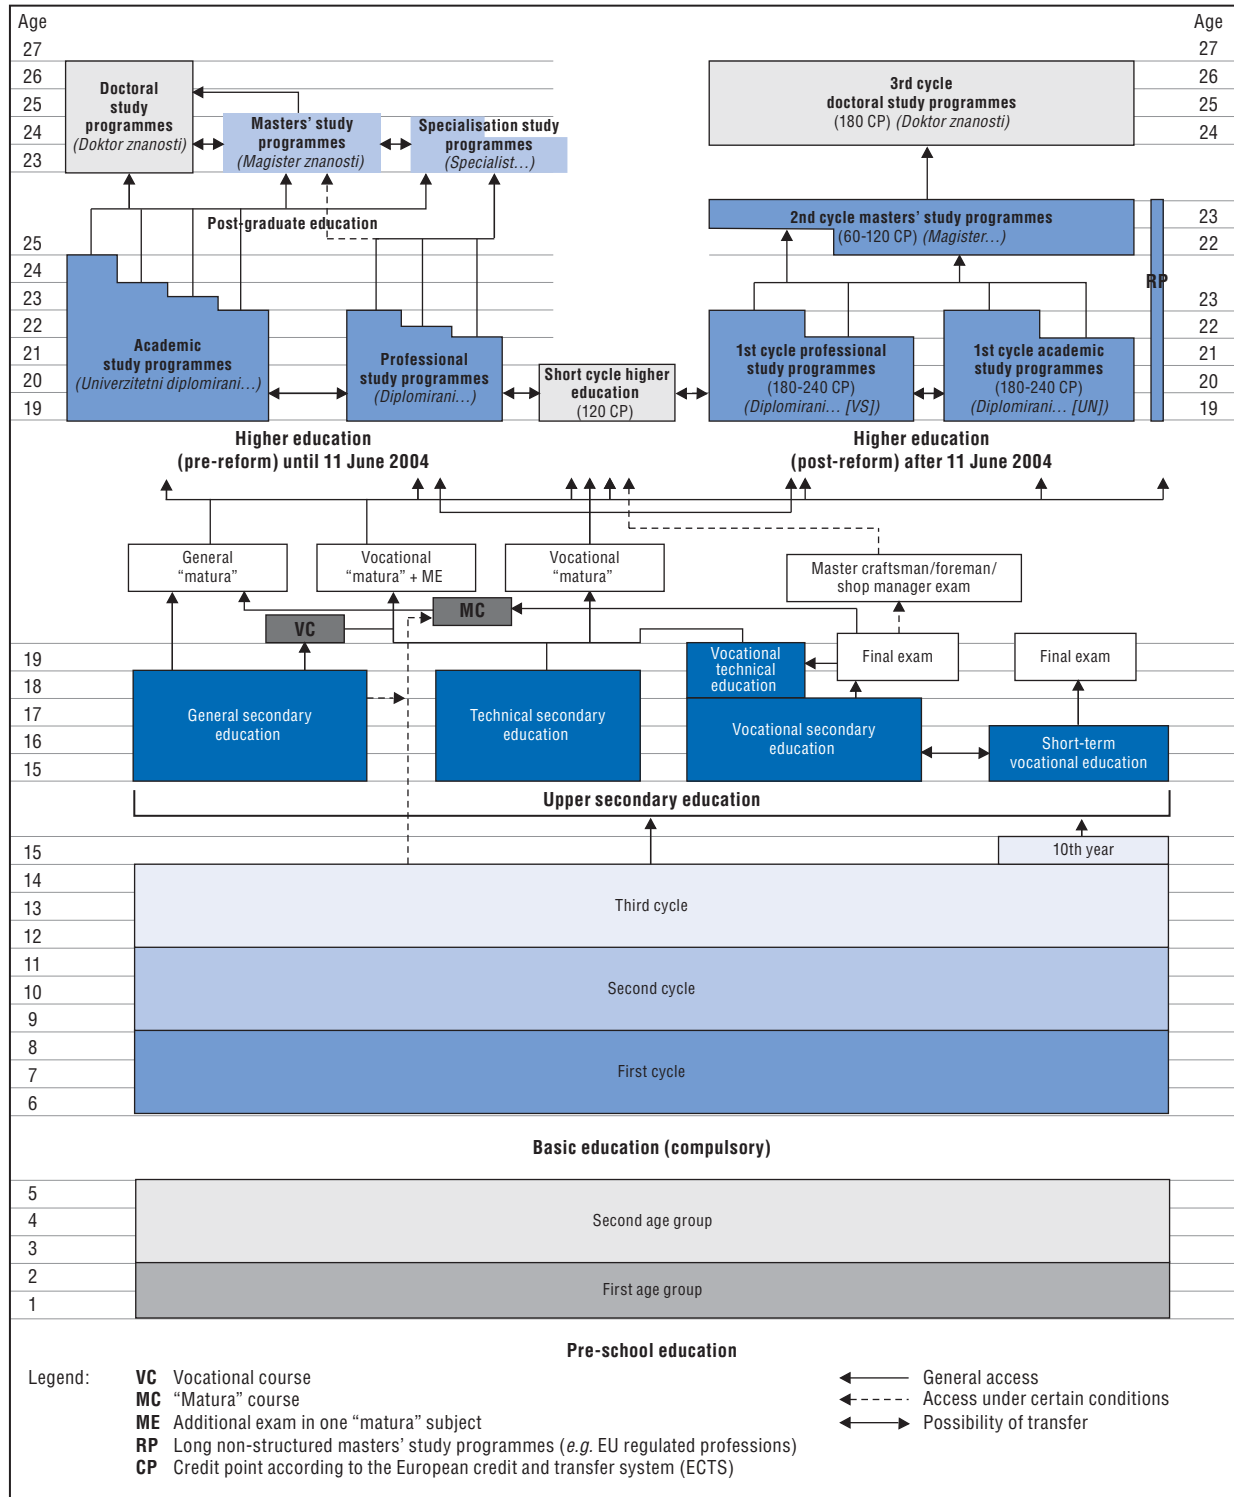 Age
Age
27
27
26
26
25
25
24
24
23
Doctoral
study
programmes
(Doktor znanosti)
Masters' study
programmes
(Magister znanosti)
Specialisation study
programmes
(Specialist...)
3rd cycle
doctoral study programmes
(180 CP) (Doktor znanosti)
Post-graduate education
2nd cycle masters' study programmes
(60-120 CP) (Magister...)
23
22
RP
25
24
23
22
21
20
19
23
22
21
20
19
Academic
study programmes
(Univerzitetni diplomirani...)
Professional
study programmes
(Diplomirani...)
Short cycle higher
education
(120 CP)
1st cycle professional
study programmes
(180-240 CP)
(Diplomirani... [VS])
1st cycle academic
study programmes
(180-240 CP)
(Diplomirani... [UN])
Higher education
(pre-reform) until 11 June 2004
Higher education
(post-reform) after 11 June 2004
General
“matura”
Vocational
“matura” + ME
Vocational
“matura”
Master craftsman/foreman/
shop manager exam
MC
VC
19
18
17
16
15
Vocational
technical
education
Final exam
Final exam
General secondary
education
Technical secondary
education
Vocational secondary
education
Short-term
vocational education
Upper secondary education
15
10th year
14
13
12
Third cycle
11
10
9
Second cycle
8
7
6
First cycle
Basic education (compulsory)
5
4
3
Second age group
2
1
First age group
Pre-school education
Legend:
VC Vocational course
MC “Matura” course
ME Additional exam in one “matura” subject
RP Long non-structured masters' study programmes (e.g. EU regulated professions)
CP Credit point according to the European credit and transfer system (ECTS)
General access
Access under certain conditions
Possibility of transfer